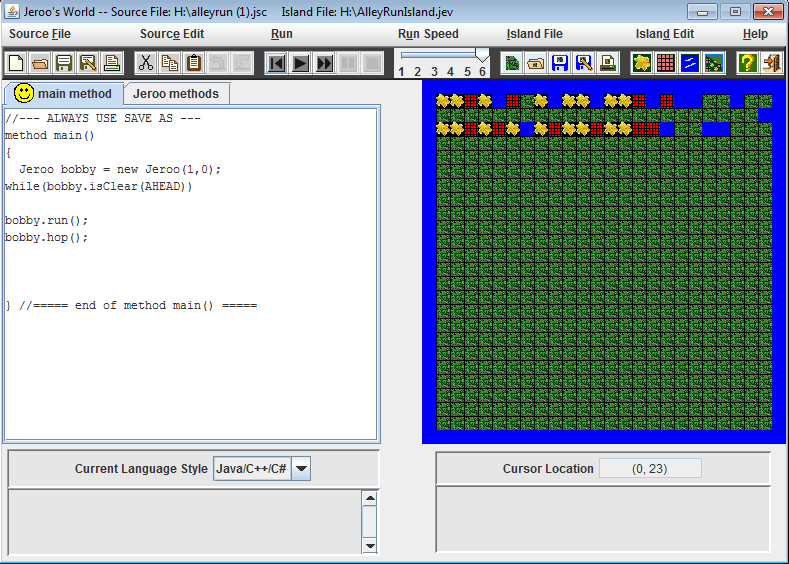 Jeroo's World -- Source File: H:\alleyrun (1).jsc     Island File: H:\AlleyRunIsland.jev
Source File Source Edit Run Run Speed Island File Island Edit Help
1 2 3 4 5 6
main method Jeroo methods
//--- ALWAYS USE SAVE AS ---
method main()
{
  Jeroo bobby = new Jeroo(1,0);
while(bobby.isClear(AHEAD))

bobby.run();
bobby.hop();

} //===== end of method main() =====
Current Language Style Java/C++/C#
Cursor Location (0, 23)